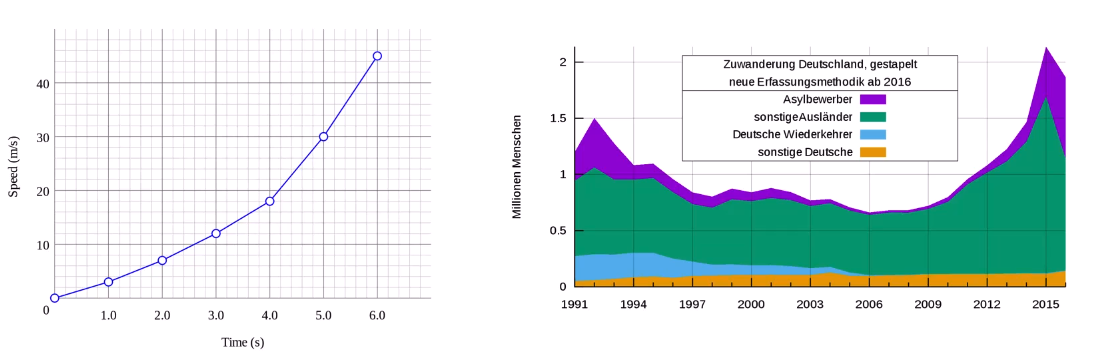 Speed (m/s)
40
30
20
10
0
1.0 2.0 3.0 4.0 5.0 6.0
Time (s)
Millionen Menschen
Zuwanderung Deutschland, gestapelt
neue Erfassungsmethodik ab 2016
Asylbewerber
sonstigeAusländer
Deutsche Wiederkehrer
sonstige Deutsche
2
1.5
1
0.5
0
1991 1994 1997 2000 2003 2006 2009 2012 2015